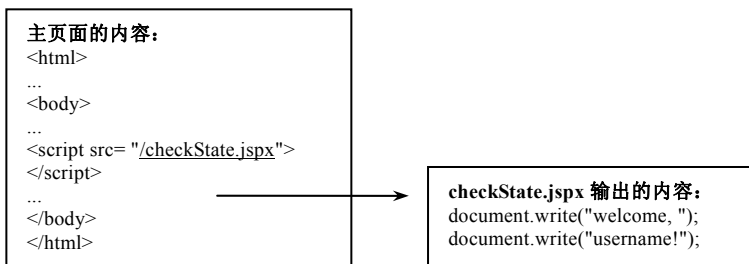 主页面的内容：
<html>
...
<body>
...
<script src= "/checkState.jspx">
</script>
...
</body>
</html>
checkState.jspx 输出的内容：
document.write("welcome, ");
document.write("username!");